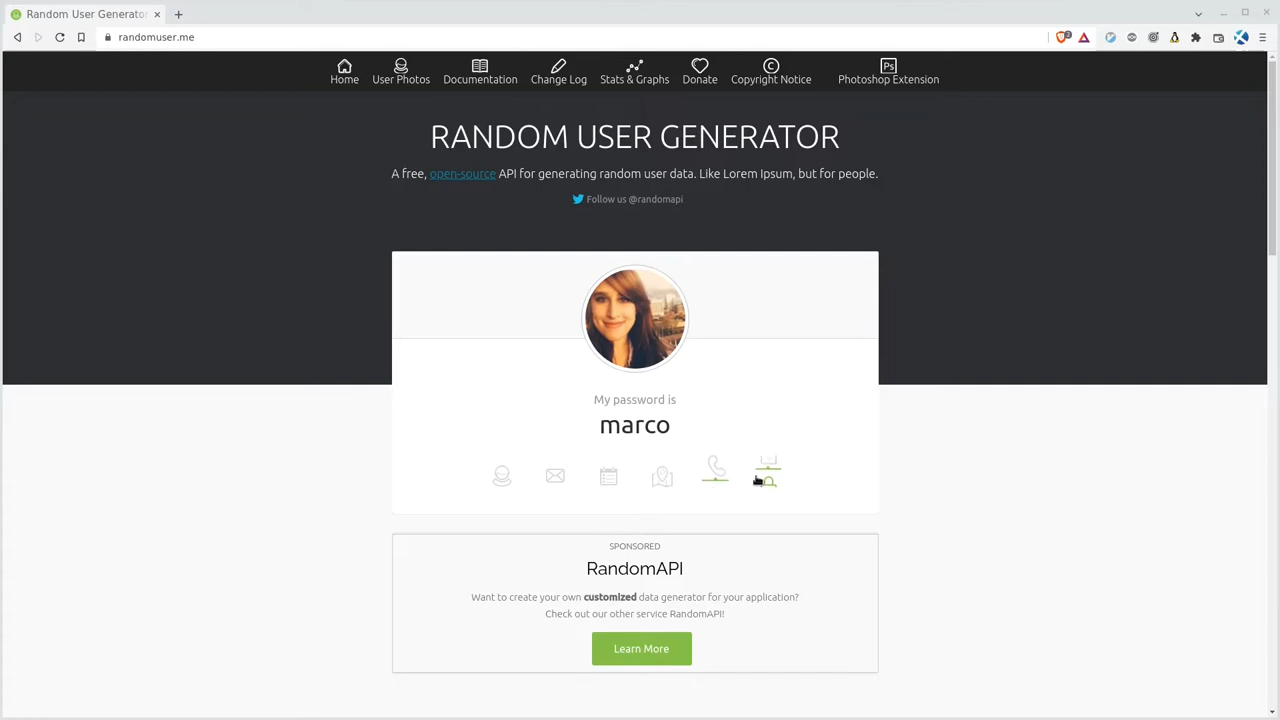 Random User Generator
randomuser.me
2
Home
User Photos
Documentation
Change Log
Stats & Graphs
Donate
Copyright Notice
Ps
Photoshop Extension
RANDOM USER GENERATOR
A free, open-source API for generating random user data. Like Lorem Ipsum, but for people.
Follow us @randomapi
My password is
marco
SPONSORED
RandomAPI
Want to create your own customized data generator for your application?
Check out our other service RandomAPI!
Learn More